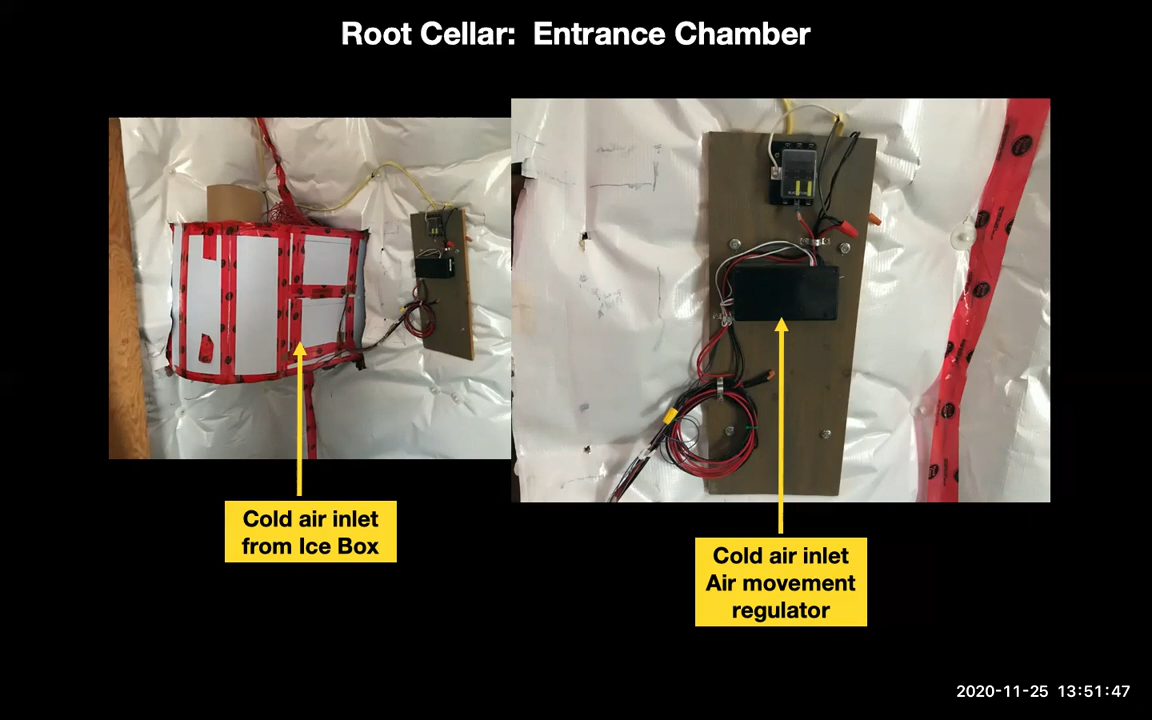 Root Cellar: Entrance Chamber
Cold air inlet
from Ice Box
Cold air inlet
Air movement
regulator
2020-11-25 13:51:47